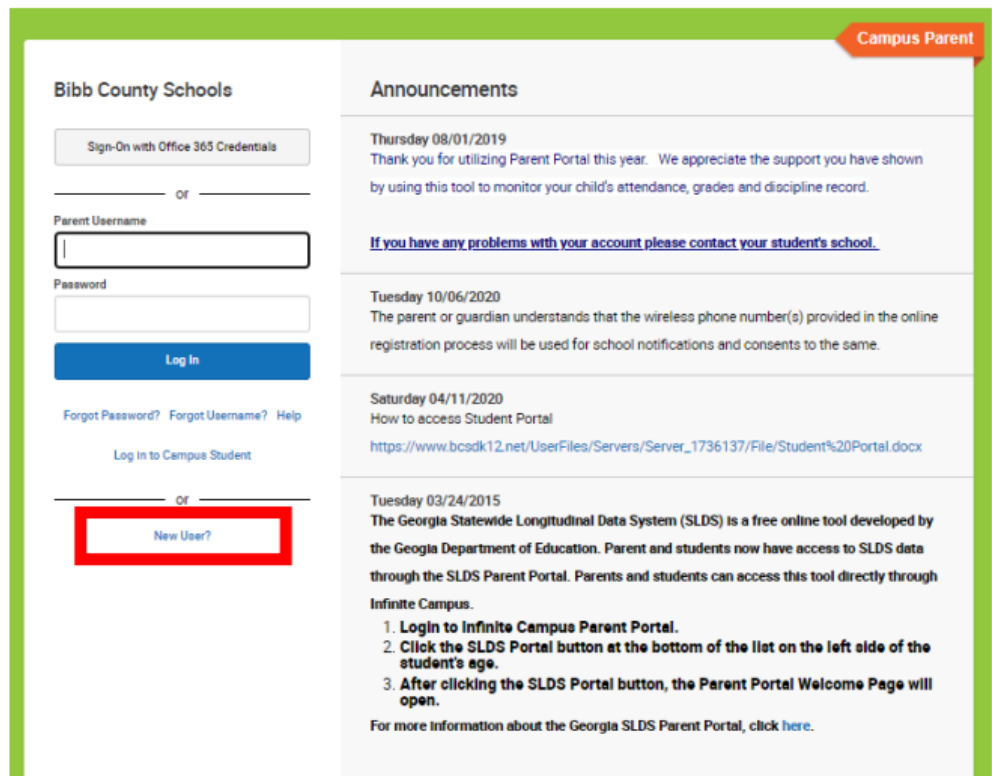 Campus Parent
Bibb County Schools
Sign-On with Office 365 Credentials
or
Parent Username
Password
Log In
Forgot Password? Forgot Username? Help
Log in to Campus Student
or
New User?
Announcements
Thursday 08/01/2019
Thank you for utilizing Parent Portal this year. We appreciate the support you have shown
by using this tool to monitor your child's attendance, grades and discipline record.
If you have any problems with your account please contact your student's school.
Tuesday 10/06/2020
The parent or guardian understands that the wireless phone number(s) provided in the online
registration process will be used for school notifications and consents to the same.
Saturday 04/11/2020
How to access Student Portal
https://www.bcsdk12.net/UserFiles/Servers/Server_1736137/File/Student%20Portal.docx
Tuesday 03/24/2015
The Georgia Statewide Longitudinal Data System (SLDS) is a free online tool developed by
the Geogia Department of Education. Parent and students now have access to SLDS data
through the SLDS Parent Portal. Parents and students can access this tool directly through
Infinite Campus.
1. Login to Infinite Campus Parent Portal.
2. Click the SLDS Portal button at the bottom of the list on the left side of the
student's age.
3. After clicking the SLDS Portal button, the Parent Portal Welcome Page will
open.
For more information about the Georgia SLDS Parent Portal, click here.